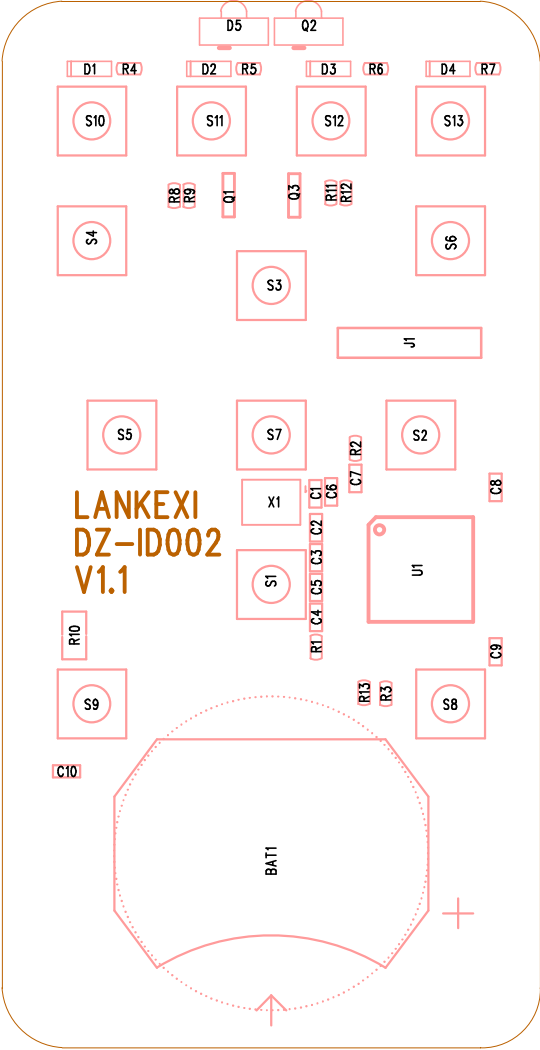 D5 Q2
D1 R4 D2 R5 D3 R6 D4 R7
S10 S11 S12 S13
R8 R9 Q1 Q3 R11 R12
S4 S6
S3
J1
S5 S7 S2
R2
C7
X1 C1 C6 C8
LANKEXI
DZ-ID002
V1.1
C2
C3
S1 C5 U1
C4
R10 R1 C9
R13 R3
S9 S8
C10
BAT1